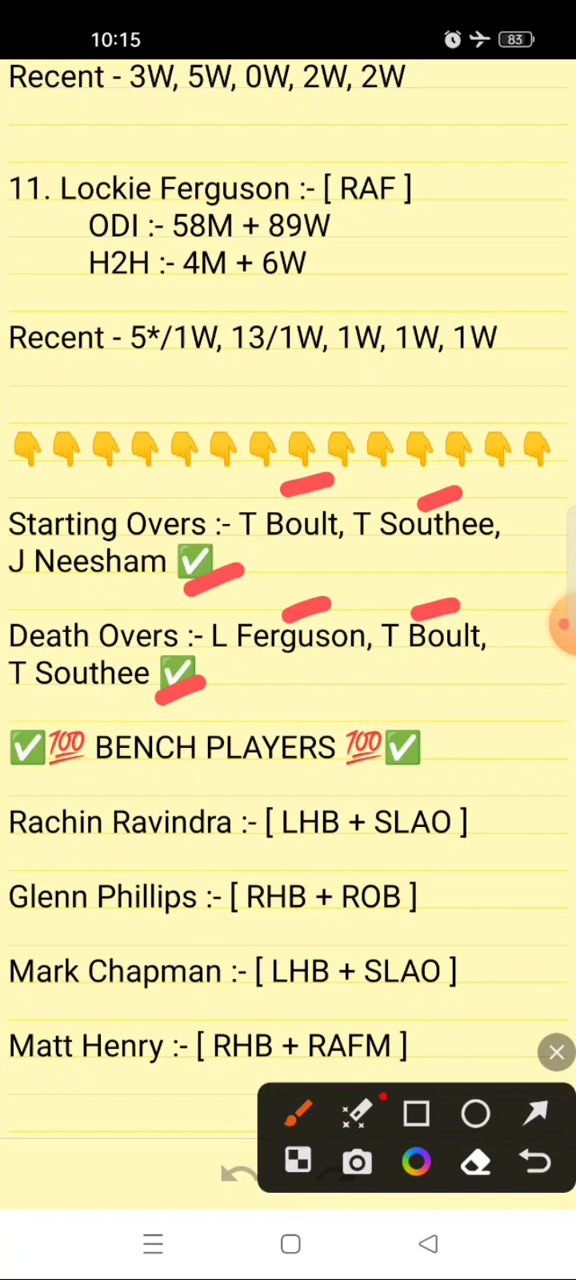 10:15
83
Recent - 3W, 5W, 0W, 2W, 2W
11. Lockie Ferguson :- [ RAF ]
ODI :- 58M + 89W
H2H :- 4M + 6W
Recent - 5*/1W, 13/1W, 1W, 1W, 1W
👇👇👇👇👇👇👇👇👇👇👇👇👇👇
Starting Overs :- T Boult, T Southee,
J Neesham ✅
Death Overs :- L Ferguson, T Boult,
T Southee ✅
✅💯 BENCH PLAYERS 💯✅
Rachin Ravindra :- [ LHB + SLAO ]
Glenn Phillips :- [ RHB + ROB ]
Mark Chapman :- [ LHB + SLAO ]
Matt Henry :- [ RHB + RAFM ]